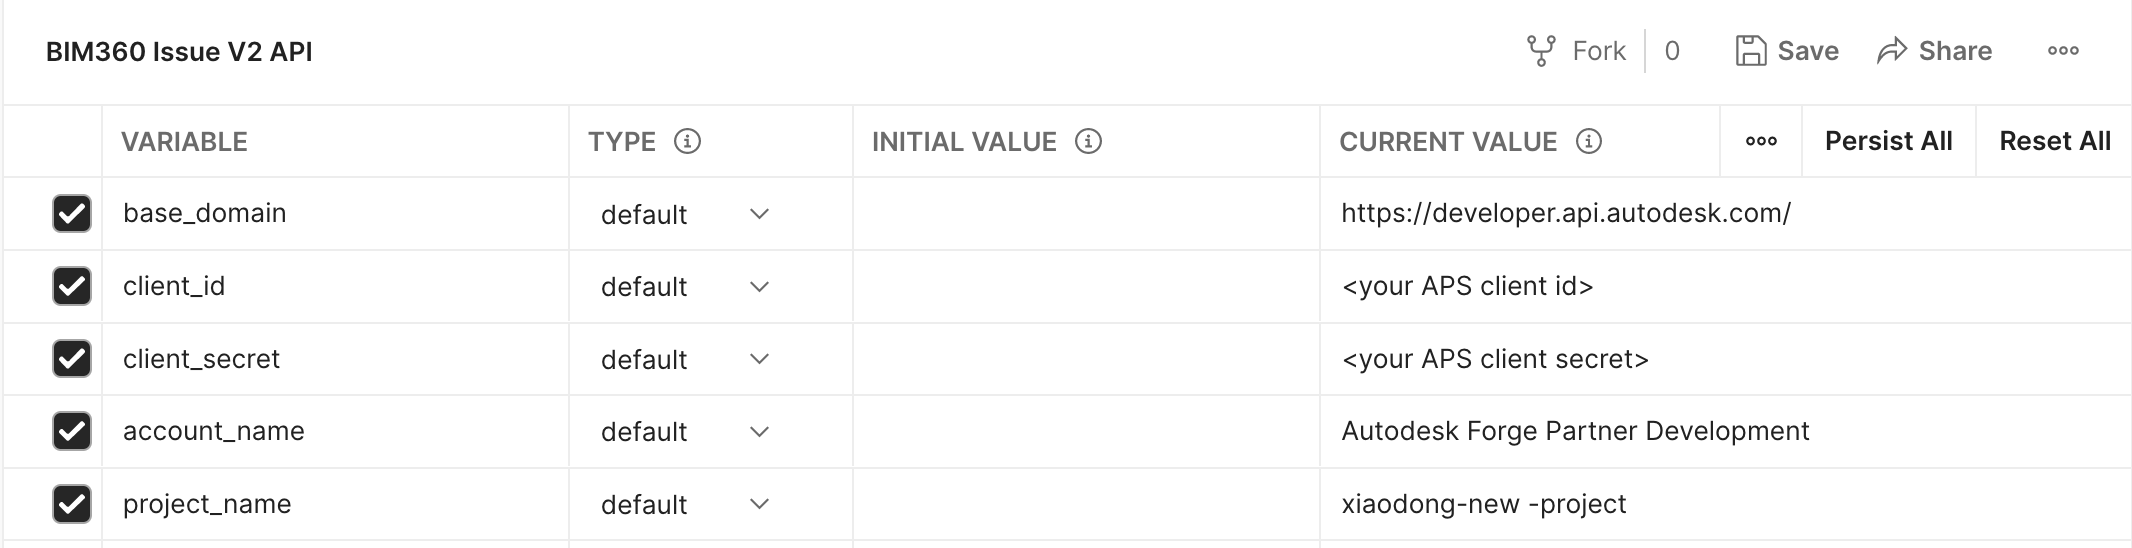 BIM360 Issue V2 API Fork 0 Save Share
VARIABLE TYPE INITIAL VALUE CURRENT VALUE Persist All Reset All
base_domain default https://developer.api.autodesk.com/
client_id default <your APS client id>
client_secret default <your APS client secret>
account_name default Autodesk Forge Partner Development
project_name default xiaodong-new -project